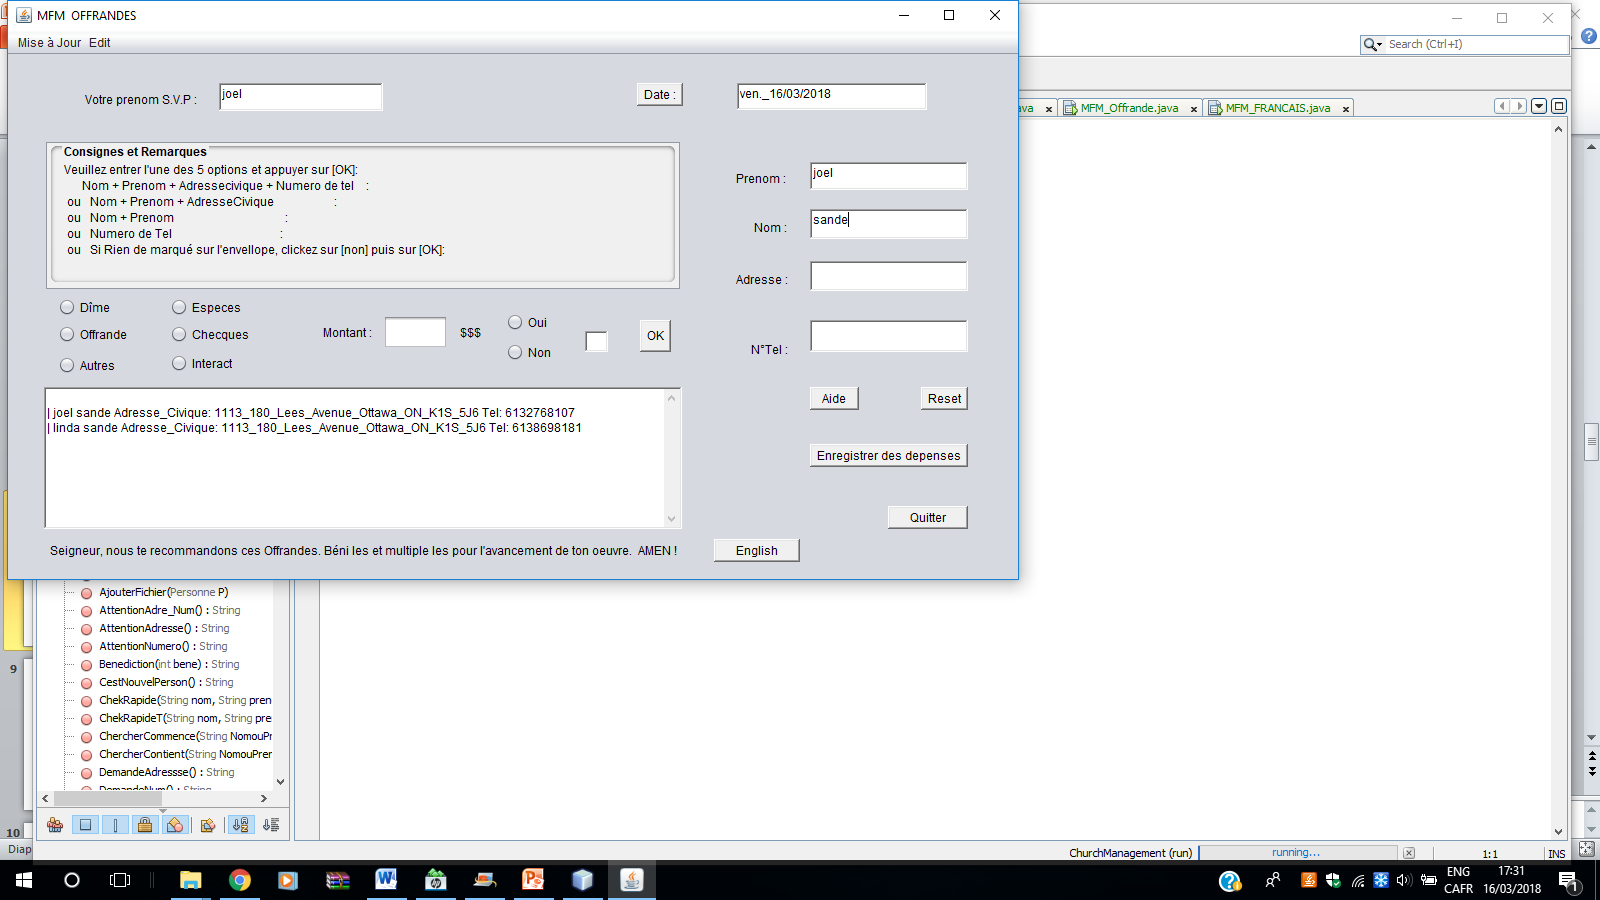 MFM OFFRANDES
Mise à Jour Edit
Search (Ctrl+I)
Votre prenom S.V.P :
joel
Date :
ven._16/03/2018
ava
MFM_Offrande.java
MFM_FRANCAIS.java
Consignes et Remarques
Veuillez entrer l'une des 5 options et appuyer sur [OK]:
Nom + Prenom + Adressecivique + Numero de tel :
ou Nom + Prenom + AdresseCivique :
ou Nom + Prenom :
ou Numero de Tel :
ou Si Rien de marqué sur l'envellope, clickez sur [non] puis sur [OK]:
Prenom :
joel
Nom :
sande
Adresse :
N°Tel :
Dîme
Especes
Offrande
Checques
Autres
Interact
Montant :
$$$
Oui
Non
OK
| joel sande Adresse_Civique: 1113_180_Lees_Avenue_Ottawa_ON_K1S_5J6 Tel: 6132768107
| linda sande Adresse_Civique: 1113_180_Lees_Avenue_Ottawa_ON_K1S_5J6 Tel: 6138698181
Aide
Reset
Enregistrer des depenses
Quitter
Seigneur, nous te recommandons ces Offrandes. Béni les et multiple les pour l'avancement de ton oeuvre. AMEN !
English
AjouterFichier(Personne P)
AttentionAdre_Num() : String
AttentionAdresse() : String
AttentionNumero() : String
Benediction(int bene) : String
CestNouvelPerson() : String
ChekRapide(String nom, String pren
ChekRapideT(String nom, String pre
ChercherCommence(String NomouPr
ChercherContient(String NomouPrer
DemandeAdressse() : String
DemandeNum() : String
9
10
Diap
ChurchManagement (run)
running...
1:1
INS
ENG
CAFR
17:31
16/03/2018
1